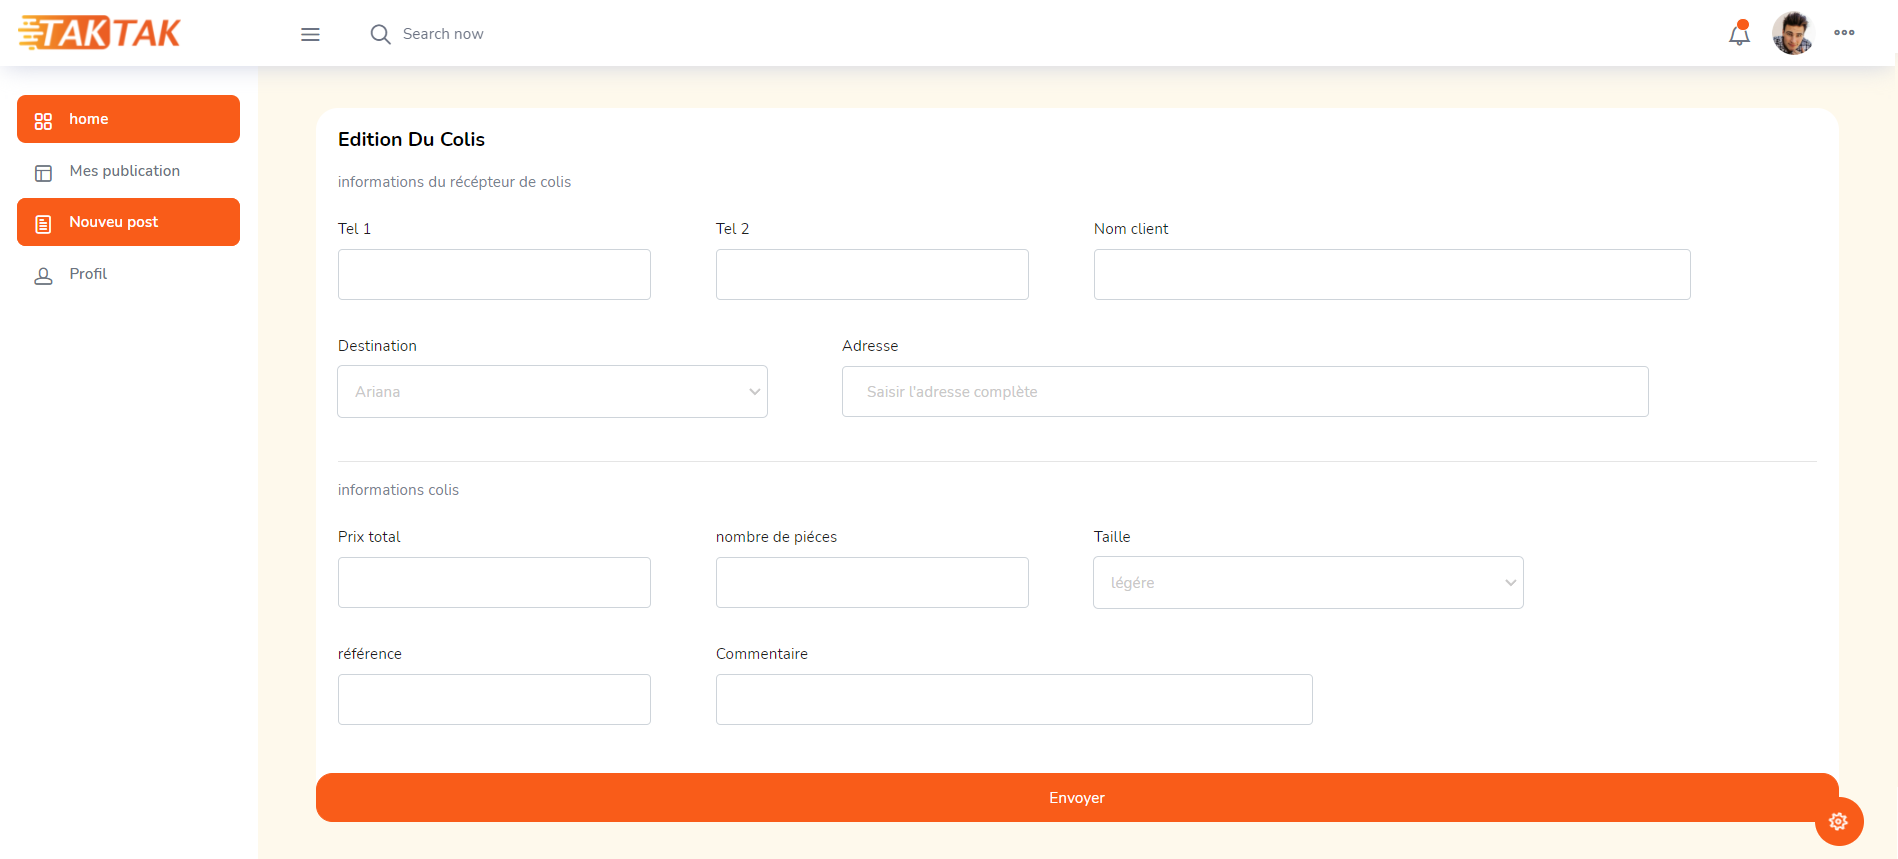 TAKTAK
Search now
home
Mes publication
Nouveu post
Profil
Edition Du Colis
informations du récépteur de colis
Tel 1 Tel 2 Nom client
Destination Adresse
Ariana Saisir l'adresse complète
informations colis
Prix total nombre de piéces Taille
légére
référence Commentaire
Envoyer